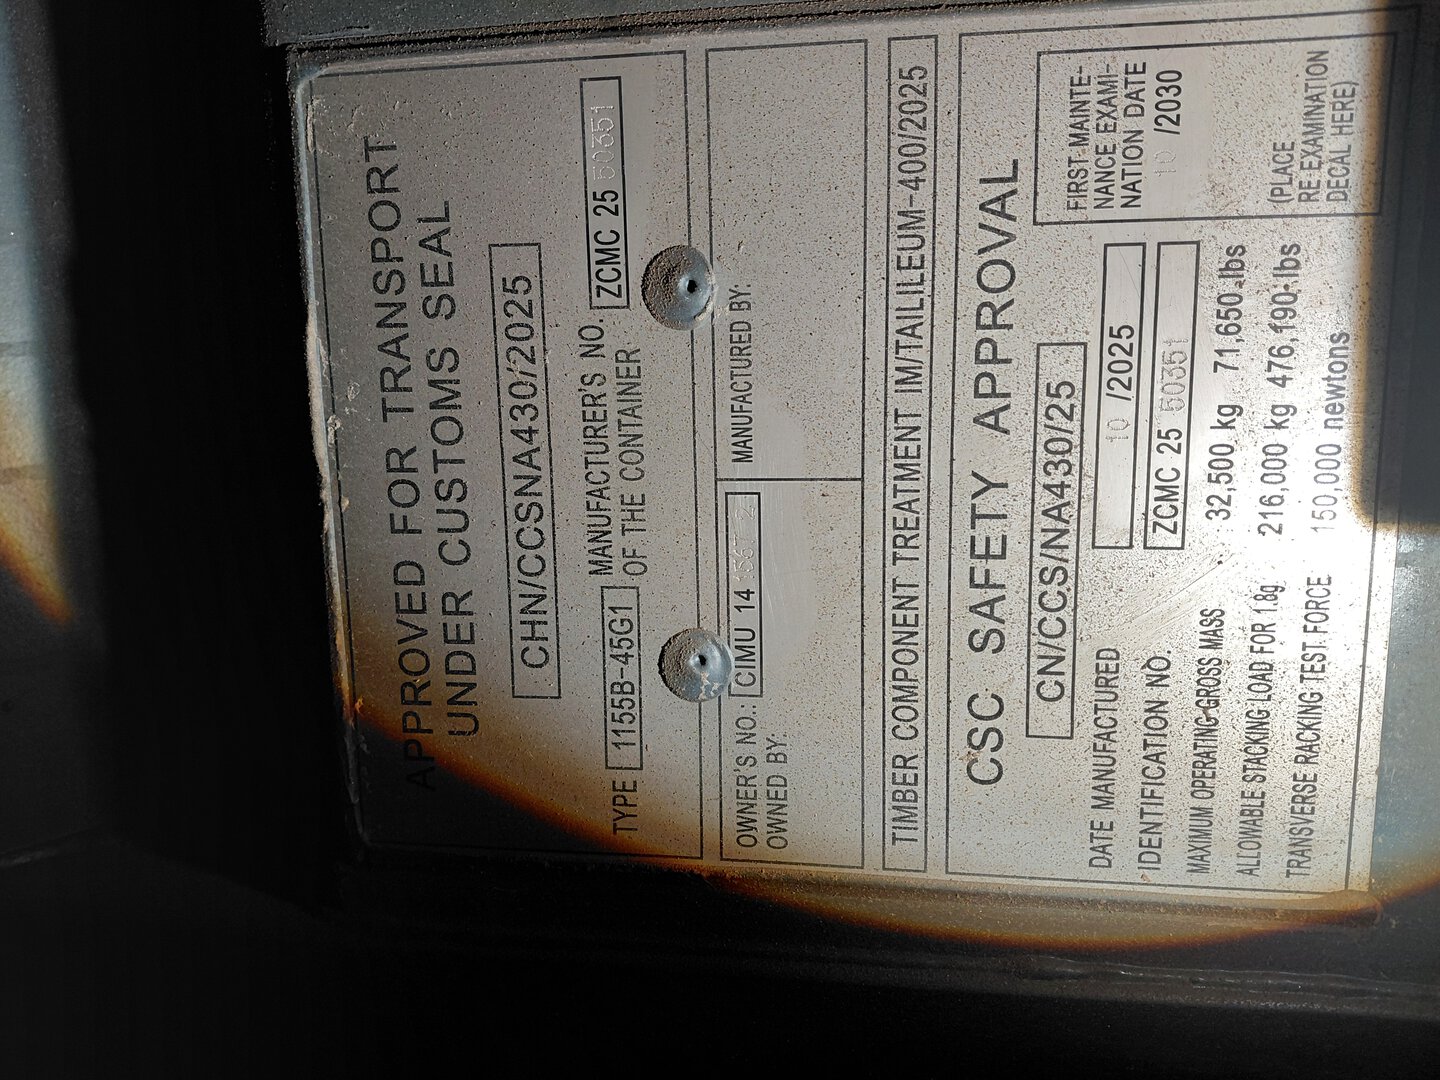 APPROVED FOR TRANSPORT
UNDER CUSTOMS SEAL
CHN/CCSNA430/2025
TYPE 1155B-45G1 MANUFACTURER'S NO.
OF THE CONTAINER ZCMC 25 50351
OWNER'S NO.: CIMU 14
OWNED BY:
MANUFACTURED BY:
TIMBER COMPONENT TREATMENT IM/TAILILEUM-400/2025
CSC SAFETY APPROVAL
CN/CCS/NA430/25
DATE MANUFACTURED 10 /2025
IDENTIFICATION NO. ZCMC 25 50351
MAXIMUM OPERATING GROSS MASS 32,500 kg 71,650 lbs
ALLOWABLE STACKING LOAD FOR 1.8g 216,000 kg 476,190 lbs
TRANSVERSE RACKING TEST FORCE 150,000 newtons
FIRST MAINTE-
NANCE EXAMI-
NATION DATE
10 /2030
(PLACE
RE-EXAMINATION
DECAL HERE)